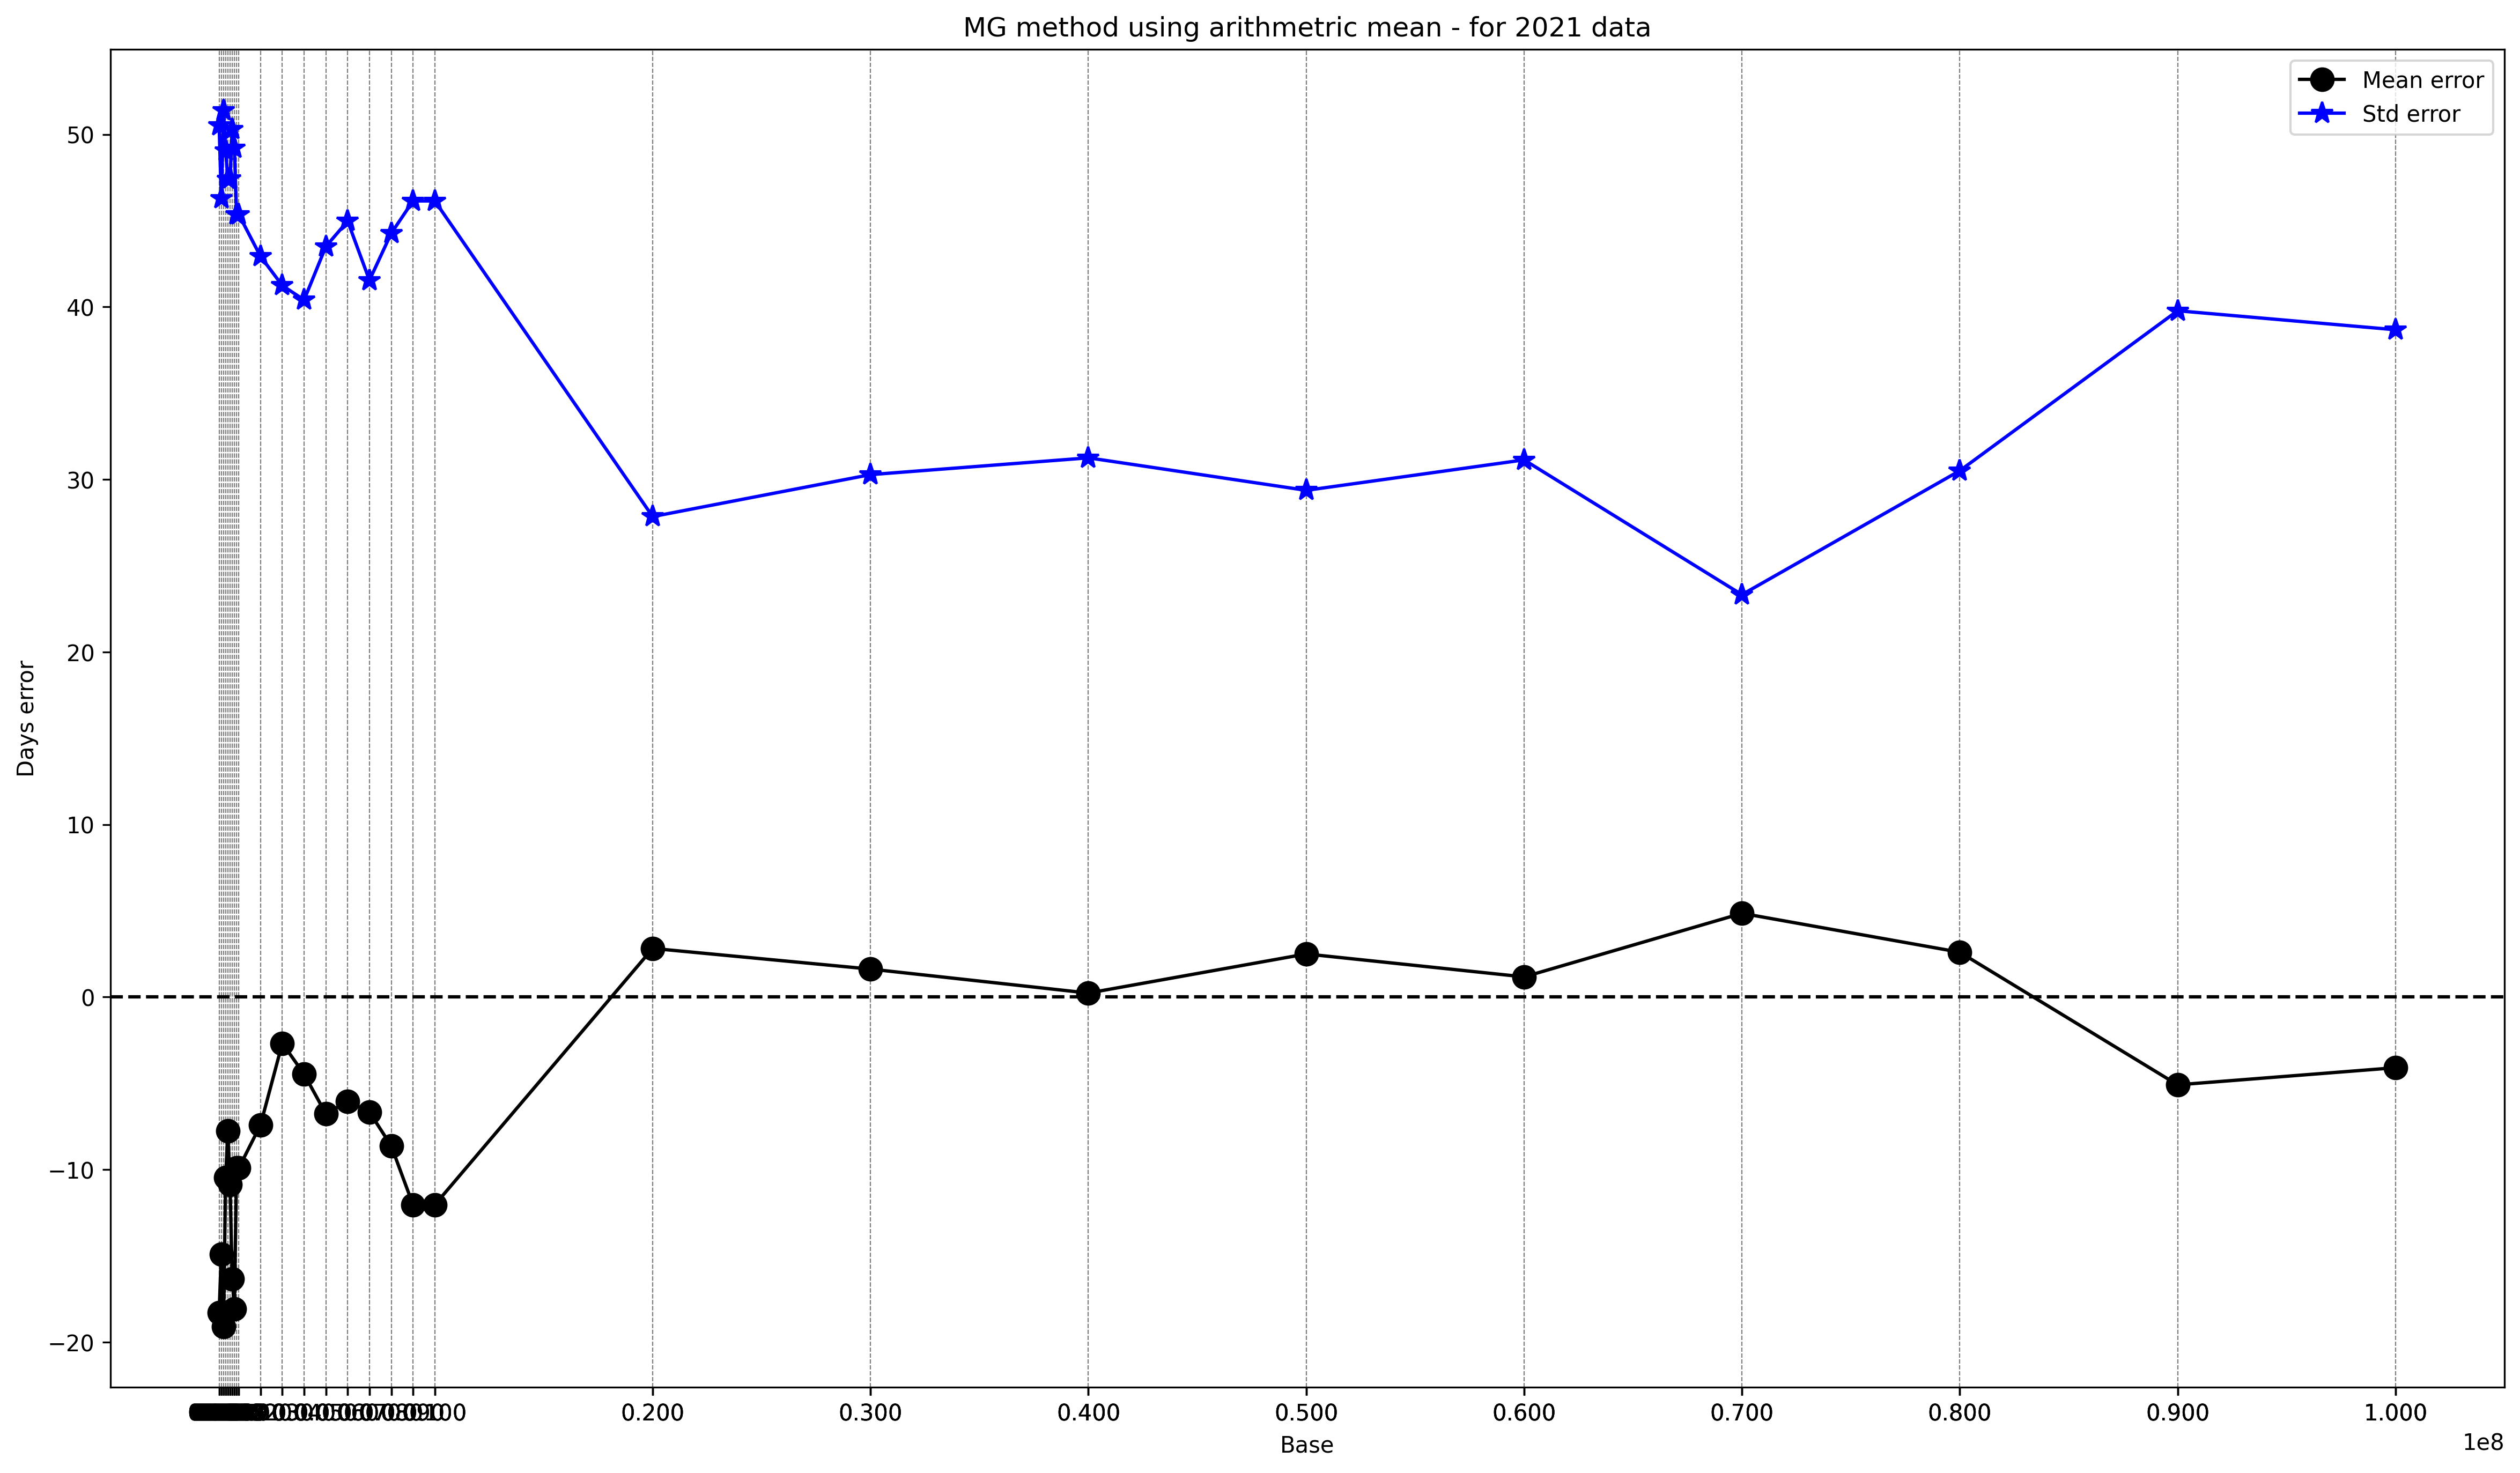 MG method using arithmetric mean - for 2021 data
Mean error
Std error
50
40
30
20
10
0
−10
−20
Days error
0.200 0.300 0.400 0.500 0.600 0.700 0.800 0.900 1.000
Base
1e8